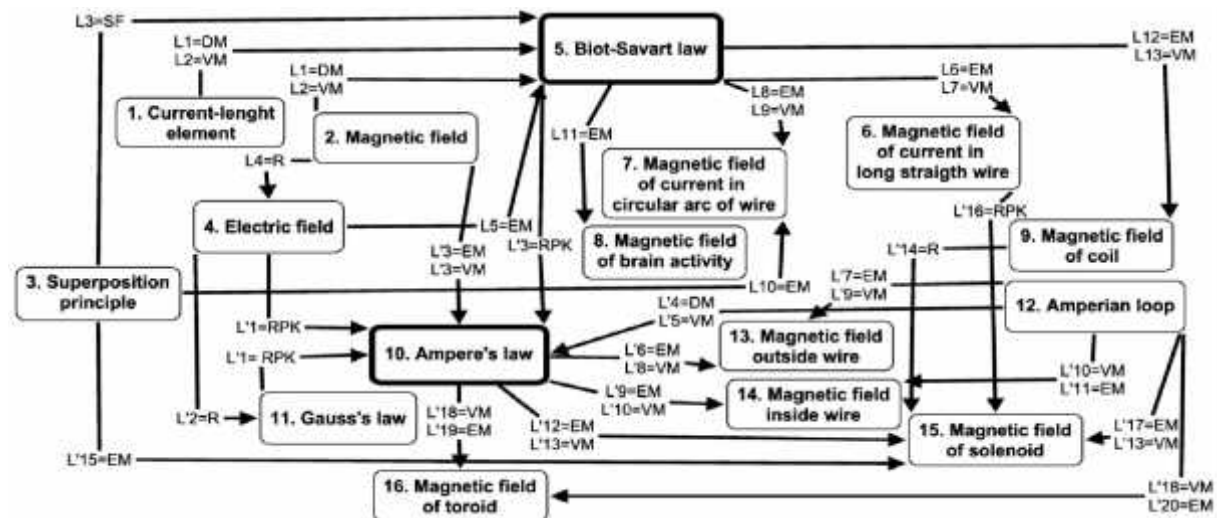 L3=SF
L1=DM
L2=VM
5. Biot-Savart law
L12=EM
L13=VM
L1=DM
L2=VM
L6=EM
L7=VM
L8=EM
L9=VM
1. Current-lenght
element
2. Magnetic field
L11=EM
6. Magnetic field
of current in
long straigth wire
L4=R
7. Magnetic field
of current in
circular arc of wire
4. Electric field
L5=EM
L'16=RPK
L'3=EM
L'3=VM
L'3=RPK
8. Magnetic field
of brain activity
L'14=R
9. Magnetic field
of coil
3. Superposition
principle
L10=EM
L'7=EM
L'9=VM
L'4=DM
L'5=VM
12. Amperian loop
L'1=RPK
L'1= RPK
10. Ampere's law
L'6=EM
L'8=VM
13. Magnetic field
outside wire
L'10=VM
L'11=EM
L'9=EM
L'10=VM
14. Magnetic field
inside wire
L'2=R
11. Gauss's law
L'18=VM
L'19=EM
L'12=EM
L'13=VM
15. Magnetic field
of solenoid
L'17=EM
L'13=VM
L'15=EM
16. Magnetic field
of toroid
L'18=VM
L'20=EM